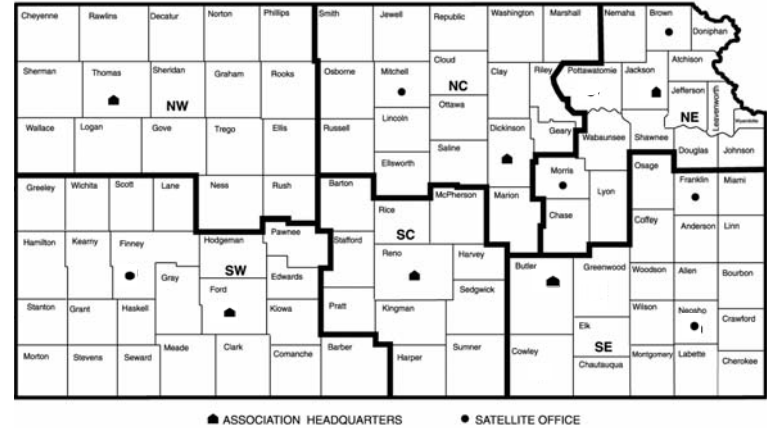 Cheyenne Rawlins Decatur Norton Phillips Smith Jewell Republic Washington Marshall Nemaha Brown Doniphan
Sherman Thomas Sheridan Graham Rooks Osborne Mitchell Cloud Clay Riley Pottawatomie Jackson Atchison
NW NC Jefferson Leavenworth NE
Wallace Logan Gove Trego Ellis Russell Lincoln Ottawa Dickinson Geary Wabaunsee Shawnee Douglas Johnson
Ellsworth Saline Morris Osage
Greeley Wichita Scott Lane Ness Rush Barton Rice McPherson Marion Chase Lyon Franklin Miami
Hamilton Kearny Finney Hodgeman Pawnee Stafford SC Reno Harvey Coffey Anderson Linn
SW Gray Ford Edwards Sedgwick Butler Greenwood Woodson Allen Bourbon
Stanton Grant Haskell Kiowa Pratt Kingman Elk Wilson Neosho Crawford
Morton Stevens Seward Meade Clark Comanche Barber Harper Sumner Cowley SE Chautauqua Montgomery Labette Cherokee
ASSOCIATION HEADQUARTERS SATELLITE OFFICE